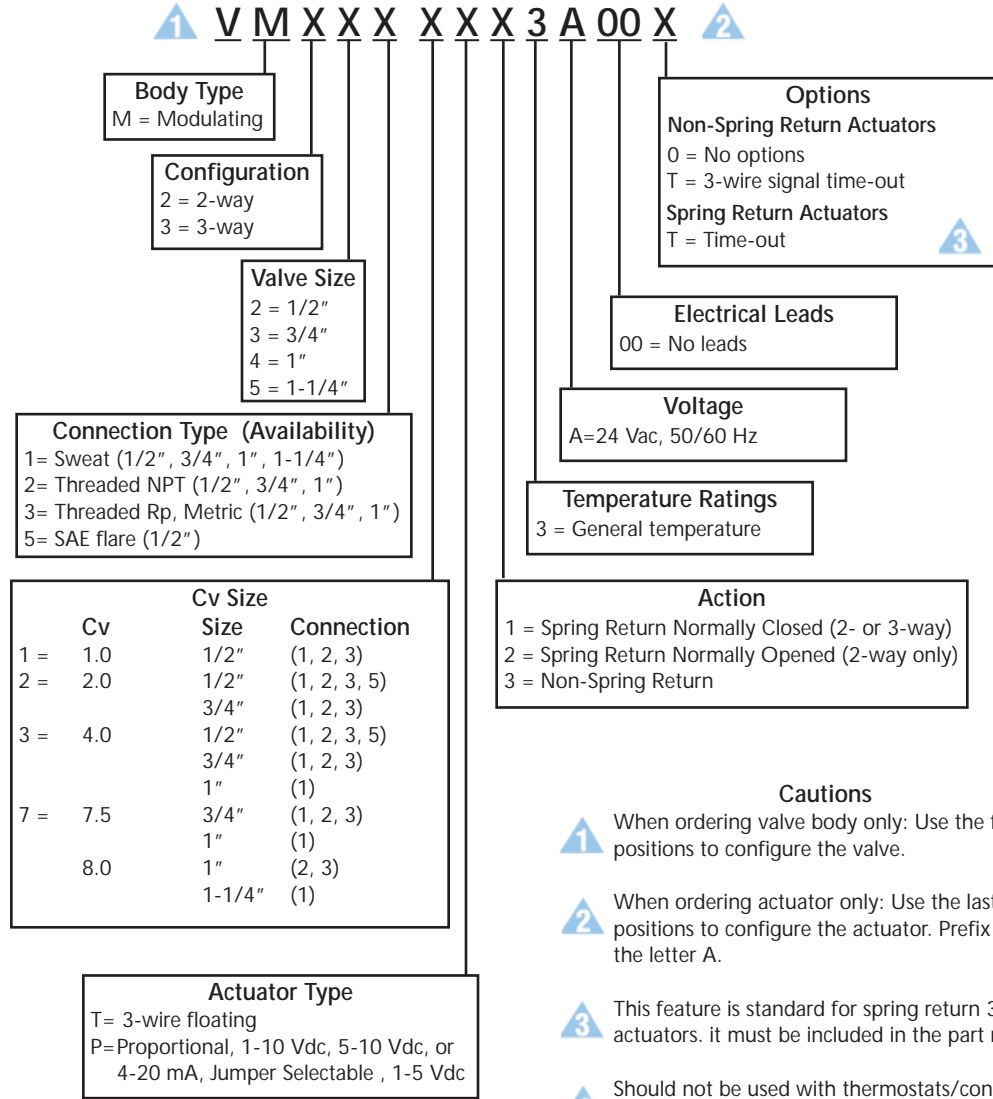 1 V M X X X X X X 3 A 00 X 2
Body Type
M = Modulating
Configuration
2 = 2-way
3 = 3-way
Valve Size
2 = 1/2"
3 = 3/4"
4 = 1"
5 = 1-1/4"
Connection Type (Availability)
1= Sweat (1/2", 3/4", 1", 1-1/4")
2= Threaded NPT (1/2", 3/4", 1")
3= Threaded Rp, Metric (1/2", 3/4", 1")
5= SAE flare (1/2")
Cv Size
Cv Size Connection
1 = 1.0 1/2" (1, 2, 3)
2 = 2.0 1/2" (1, 2, 3, 5)
3/4" (1, 2, 3)
3 = 4.0 1/2" (1, 2, 3, 5)
3/4" (1, 2, 3)
1" (1)
7 = 7.5 3/4" (1, 2, 3)
1" (1)
8.0 1" (2, 3)
1-1/4" (1)
Actuator Type
T= 3-wire floating
P=Proportional, 1-10 Vdc, 5-10 Vdc, or
4-20 mA, Jumper Selectable , 1-5 Vdc
Options
Non-Spring Return Actuators
0 = No options
T = 3-wire signal time-out
Spring Return Actuators
T = Time-out 3
Electrical Leads
00 = No leads
Voltage
A=24 Vac, 50/60 Hz
Temperature Ratings
3 = General temperature
Action
1 = Spring Return Normally Closed (2- or 3-way)
2 = Spring Return Normally Opened (2-way only)
3 = Non-Spring Return
Cautions
1 When ordering valve body only: Use the
positions to configure the valve.
2 When ordering actuator only: Use the last
positions to configure the actuator. Prefix
the letter A.
3 This feature is standard for spring return
actuators. it must be included in the part
Should not be used with